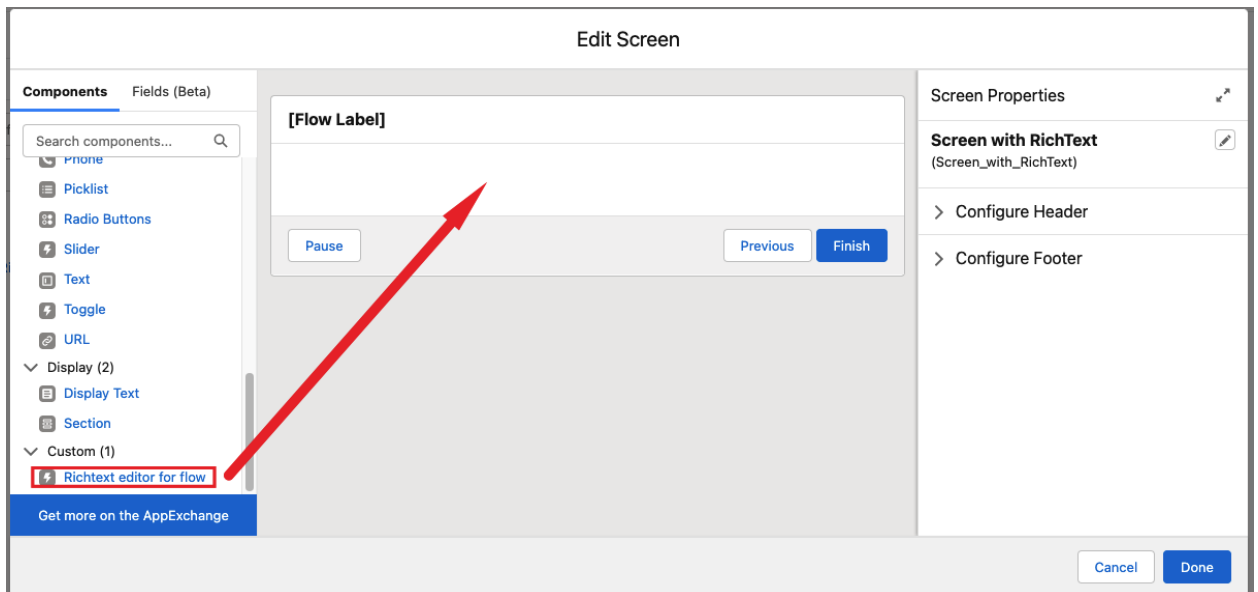 Edit Screen
Components
Fields (Beta)
Search components...
Phone
Picklist
Radio Buttons
Slider
Text
Toggle
URL
Display (2)
Display Text
Section
Custom (1)
Richtext editor for flow
Get more on the AppExchange
[Flow Label]
Pause
Previous
Finish
Screen Properties
Screen with RichText
(Screen_with_RichText)
Configure Header
Configure Footer
Cancel
Done